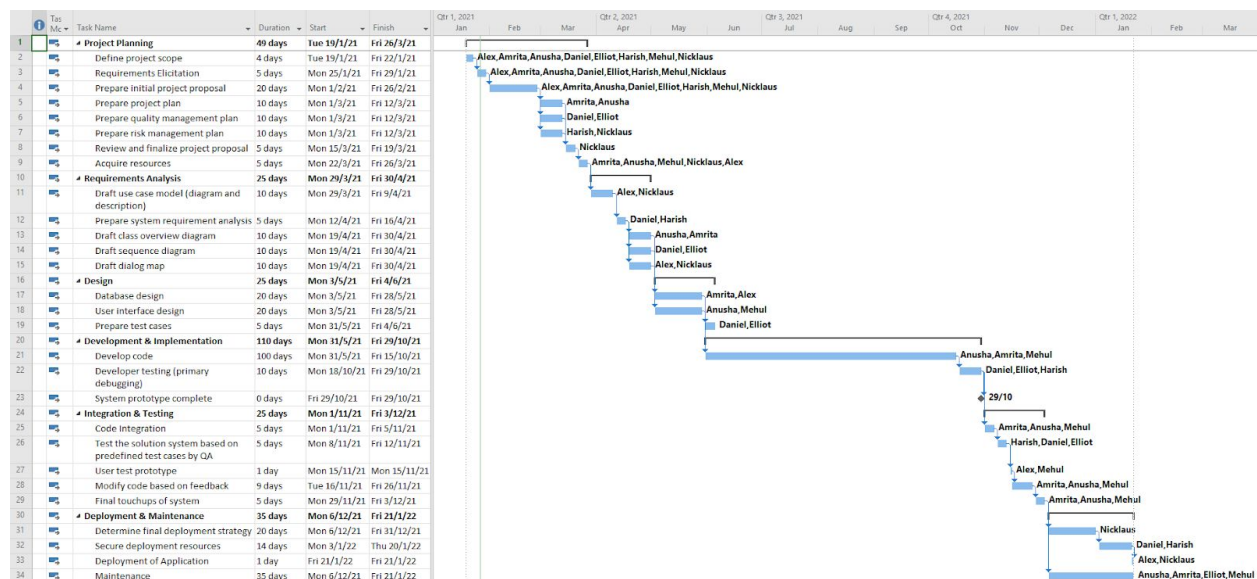 Qtr 1, 2021 Qtr 2, 2021 Qtr 3, 2021 Qtr 4, 2021 Qtr 1, 2022
Tas Mc Task Name Duration Start Finish Jan Feb Mar Apr May Jun Jul Aug Sep Oct Nov Dec Jan Feb
1 Project Planning 49 days Tue 19/1/21 Fri 26/3/21
2 Define project scope 4 days Tue 19/1/21 Fri 22/1/21 Alex,Amrita,Anusha,Daniel,Elliot,Harish,Mehul,Nicklaus
3 Requirements Elicitation 5 days Mon 25/1/21 Fri 29/1/21 Alex,Amrita,Anusha,Daniel,Elliot,Harish,Mehul,Nicklaus
4 Prepare initial project proposal 20 days Mon 1/2/21 Fri 26/2/21 Alex,Amrita,Anusha,Daniel,Elliot,Harish,Mehul,Nicklaus
5 Prepare project plan 10 days Mon 1/3/21 Fri 12/3/21 Amrita,Anusha
6 Prepare quality management plan 10 days Mon 1/3/21 Fri 12/3/21 Daniel,Elliot
7 Prepare risk management plan 10 days Mon 1/3/21 Fri 12/3/21 Harish,Nicklaus
8 Review and finalize project proposal 5 days Mon 15/3/21 Fri 19/3/21 Nicklaus
9 Acquire resources 5 days Mon 22/3/21 Fri 26/3/21 Amrita,Anusha,Mehul,Nicklaus,Alex
10 Requirements Analysis 25 days Mon 29/3/21 Fri 30/4/21
11 Draft use case model (diagram and 10 days Mon 29/3/21 Fri 9/4/21 Alex,Nicklaus
description)
12 Prepare system requirement analysis 5 days Mon 12/4/21 Fri 16/4/21 Daniel,Harish
13 Draft class overview diagram 10 days Mon 19/4/21 Fri 30/4/21 Anusha,Amrita
14 Draft sequence diagram 10 days Mon 19/4/21 Fri 30/4/21 Daniel,Elliot
15 Draft dialog map 10 days Mon 19/4/21 Fri 30/4/21 Alex,Nicklaus
16 Design 25 days Mon 3/5/21 Fri 4/6/21
17 Database design 20 days Mon 3/5/21 Fri 28/5/21 Amrita,Alex
18 User interface design 20 days Mon 3/5/21 Fri 28/5/21 Anusha,Mehul
19 Prepare test cases 5 days Mon 31/5/21 Fri 4/6/21 Daniel,Elliot
20 Development & Implementation 110 days Mon 31/5/21 Fri 29/10/21
21 Develop code 100 days Mon 31/5/21 Fri 15/10/21 Anusha,Amrita,Mehul
22 Developer testing (primary 10 days Mon 18/10/21 Fri 29/10/21 Daniel,Elliot,Harish
debugging)
23 System prototype complete 0 days Fri 29/10/21 Fri 29/10/21 29/10
24 Integration & Testing 25 days Mon 1/11/21 Fri 3/12/21
25 Code Integration 5 days Mon 1/11/21 Fri 5/11/21 Amrita,Anusha,Mehul
26 Test the solution system based on 5 days Mon 8/11/21 Fri 12/11/21 Harish,Daniel,Elliot
predefined test cases by QA
27 User test prototype 1 day Mon 15/11/21 Mon 15/11/21 Alex,Mehul
28 Modify code based on feedback 9 days Tue 16/11/21 Fri 26/11/21 Amrita,Anusha,Mehul
29 Final touchups of system 5 days Mon 29/11/21 Fri 3/12/21 Amrita,Anusha,Mehul
30 Deployment & Maintenance 35 days Mon 6/12/21 Fri 21/1/22
31 Determine final deployment strategy 20 days Mon 6/12/21 Fri 31/12/21 Nicklaus
32 Secure deployment resources 14 days Mon 3/1/22 Thu 20/1/22 Daniel,Harish
33 Deployment of Application 1 day Fri 21/1/22 Fri 21/1/22 Alex,Nicklaus
34 Maintenance 35 days Mon 6/12/21 Fri 21/1/22 Anusha,Amrita,Elliot,Mehul